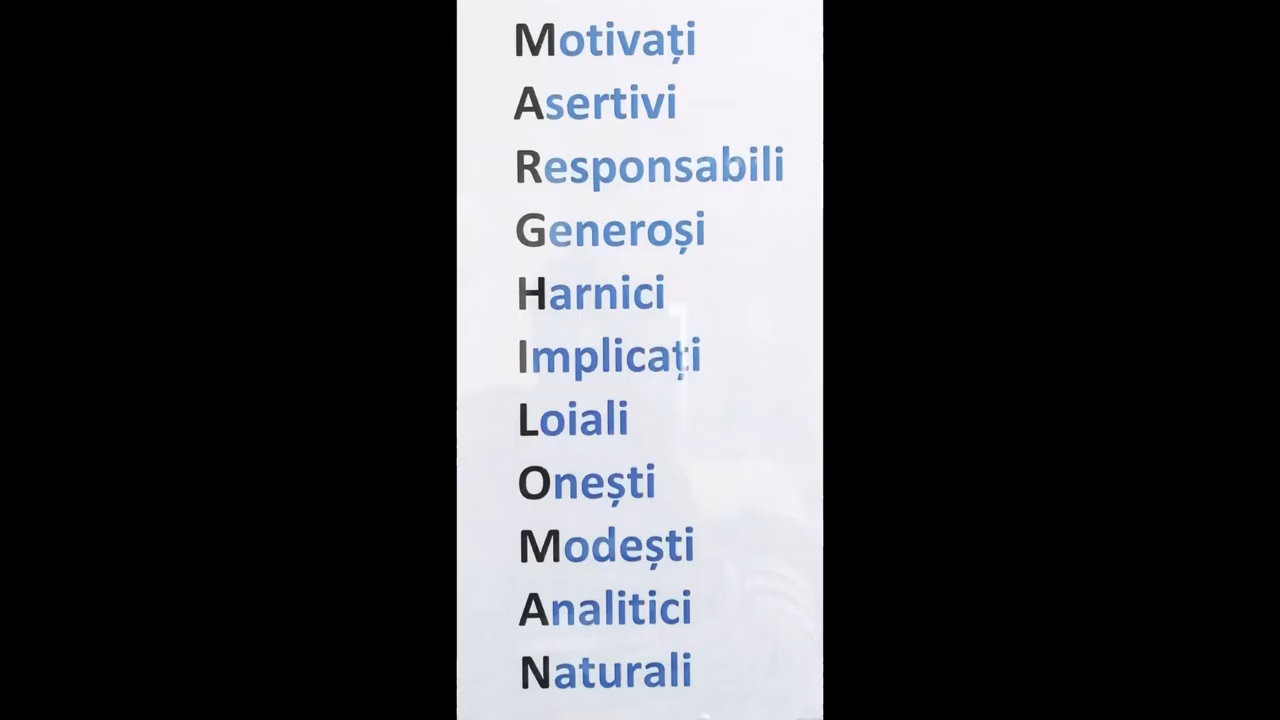 Motivați
Asertivi
Responsabili
Generoși
Harnici
Implicați
Loiali
Onești
Modești
Analitici
Naturali